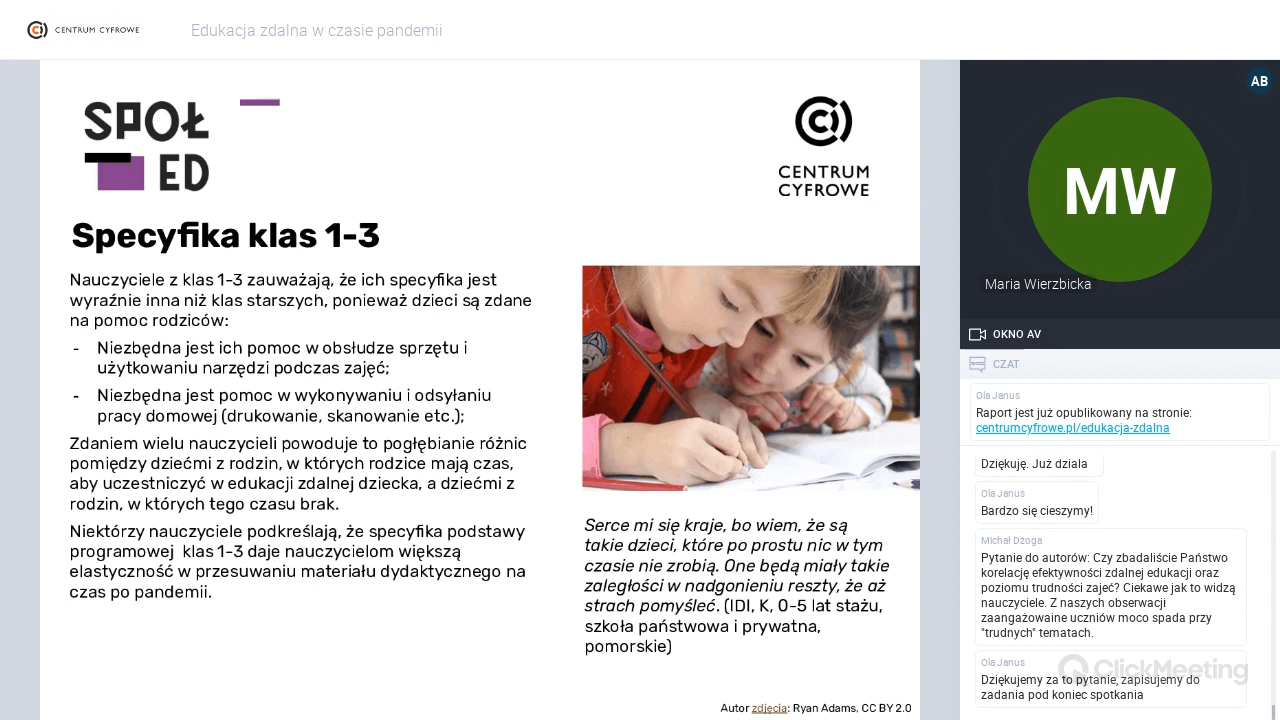 CENTRUM CYFROWE
Edukacja zdalna w czasie pandemii
SPOŁ
ED
CENTRUM
CYFROWE
Specyfika klas 1-3
Nauczyciele z klas 1-3 zauważają, że ich specyfika jest
wyraźnie inna niż klas starszych, ponieważ dzieci są zdane
na pomoc rodziców:
- Niezbędna jest ich pomoc w obsłudze sprzętu i
użytkowaniu narzędzi podczas zajęć;
- Niezbędna jest pomoc w wykonywaniu i odsyłaniu
pracy domowej (drukowanie, skanowanie etc.);
Zdaniem wielu nauczycieli powoduje to pogłębianie różnic
pomiędzy dziećmi z rodzin, w których rodzice mają czas,
aby uczestniczyć w edukacji zdalnej dziecka, a dziećmi z
rodzin, w których tego czasu brak.
Niektórzy nauczyciele podkreślają, że specyfika podstawy
programowej klas 1-3 daje nauczycielom większą
elastyczność w przesuwaniu materiału dydaktycznego na
czas po pandemii.
Serce mi się kraje, bo wiem, że są
takie dzieci, które po prostu nic w tym
czasie nie zrobią. One będą miały takie
zaległości w nadgonieniu reszty, że aż
strach pomyśleć. (IDI, K, 0-5 lat stażu,
szkoła państwowa i prywatna,
pomorskie)
Autor zdjęcia: Ryan Adams, CC BY 2.0
AB
MW
Maria Wierzbicka
OKNO AV
CZAT
Ola Janus
Raport jest już opublikowany na stronie:
centrumcyfrowe.pl/edukacja-zdalna
Dziękuję. Już dziala
Ola Janus
Bardzo się cieszymy!
Michał Dżoga
Pytanie do autorów: Czy zbadaliście Państwo
korelację efektywności zdalnej edukacji oraz
poziomu trudności zajeć? Ciekawe jak to widzą
nauczyciele. Z naszych obserwacji
zaangażowaine uczniów moco spada przy
"trudnych" tematach.
Ola Janus
Dziękujemy za to pytanie, zapisujemy do
zadania pod koniec spotkania
ClickMeeting